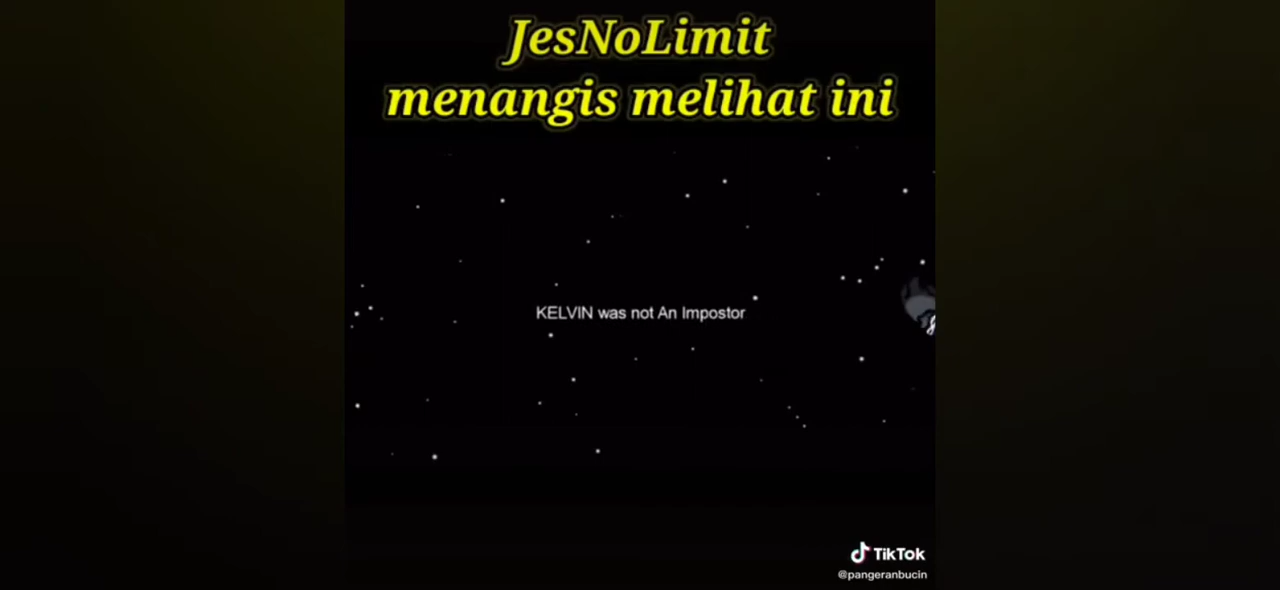 JesNoLimit
menangis melihat ini
KELVIN was not An Impostor
TikTok
@pangeranbucin